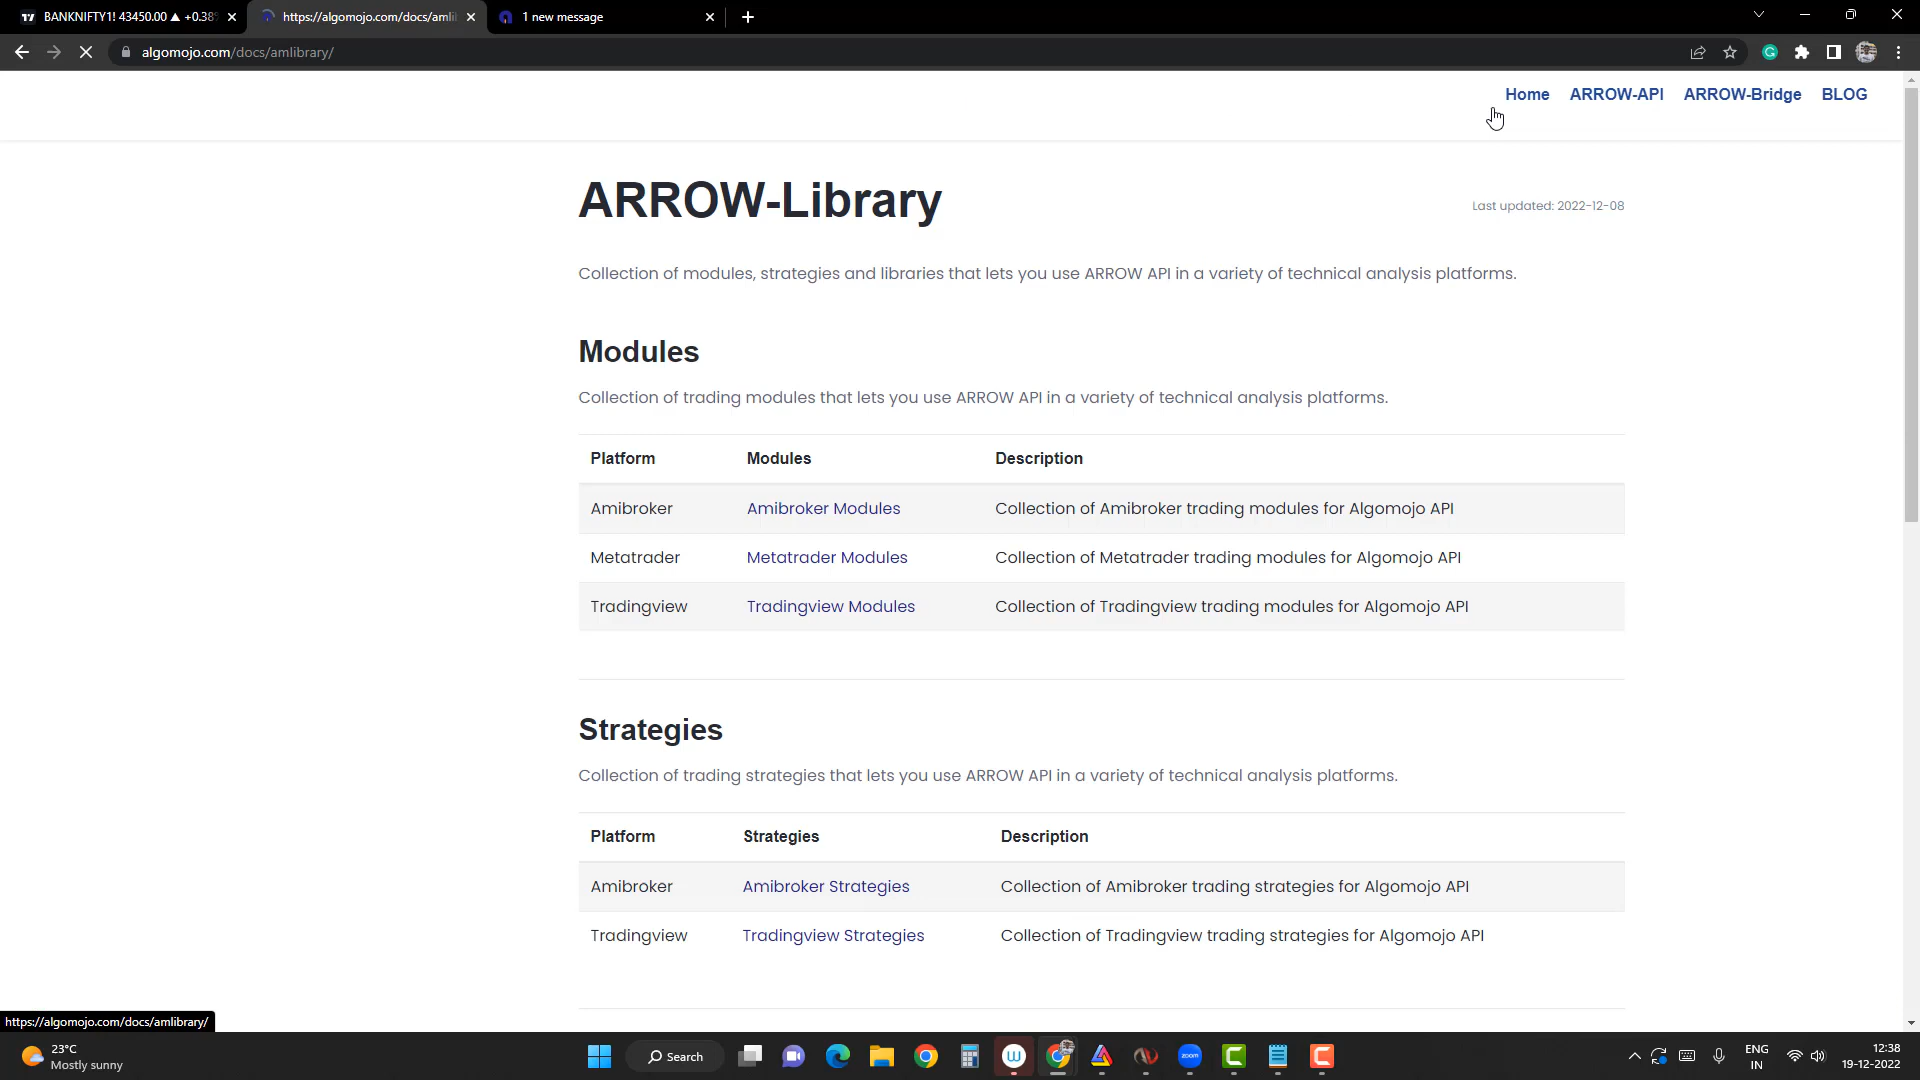 BANKNIFTY1! 43450.00 ▲ +0.38%
https://algomojo.com/docs/amli
1 new message
algomojo.com/docs/amlibrary/
Home ARROW-API ARROW-Bridge BLOG
ARROW-Library
Last updated: 2022-12-08
Collection of modules, strategies and libraries that lets you use ARROW API in a variety of technical analysis platforms.
Modules
Collection of trading modules that lets you use ARROW API in a variety of technical analysis platforms.
Platform Modules Description
Amibroker Amibroker Modules Collection of Amibroker trading modules for Algomojo API
Metatrader Metatrader Modules Collection of Metatrader trading modules for Algomojo API
Tradingview Tradingview Modules Collection of Tradingview trading modules for Algomojo API
Strategies
Collection of trading strategies that lets you use ARROW API in a variety of technical analysis platforms.
Platform Strategies Description
Amibroker Amibroker Strategies Collection of Amibroker trading strategies for Algomojo API
Tradingview Tradingview Strategies Collection of Tradingview trading strategies for Algomojo API
https://algomojo.com/docs/amlibrary/
23°C
Mostly sunny
Search
zoom
ENG
IN
12:38
19-12-2022